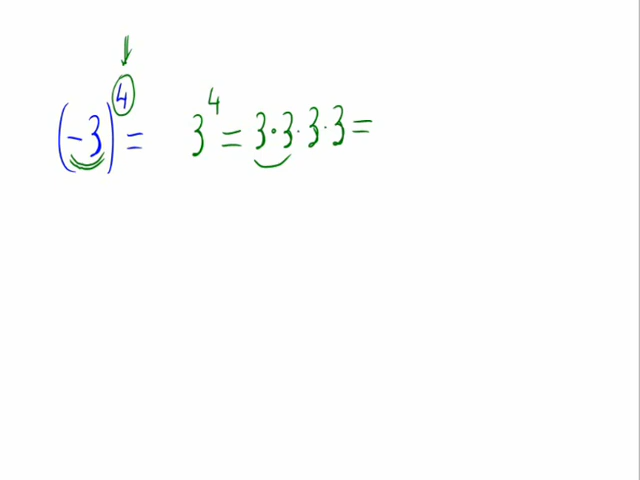 (-3)⁴ = 3⁴ = 3·3·3·3 =